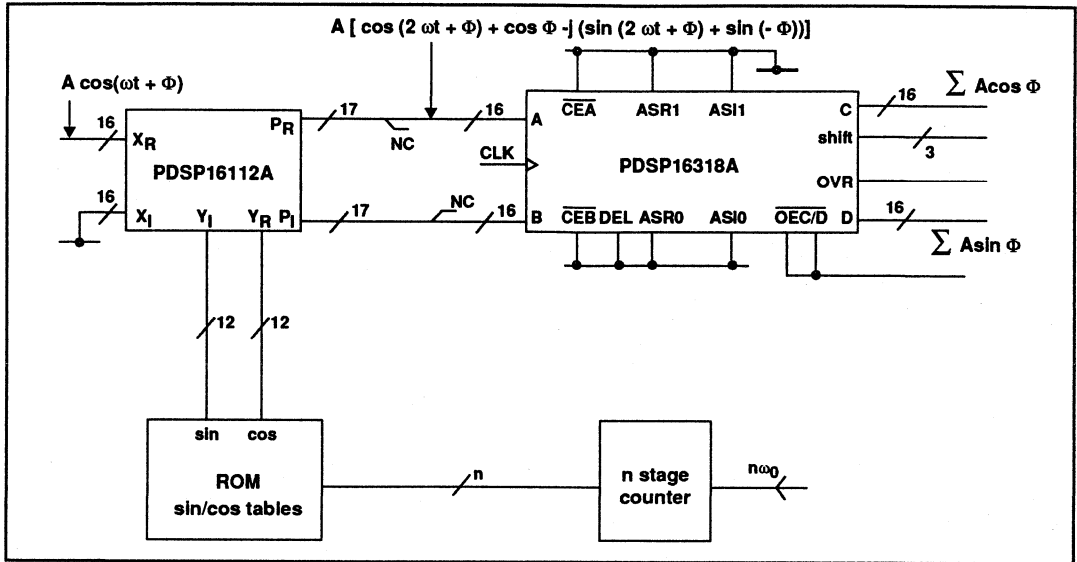 A [ cos (2 ωt + Φ) + cos Φ -j (sin (2 ωt + Φ) + sin (- Φ))]
A cos(ωt + Φ)
16
X_R
P_R
17
NC
16
A
CEA
ASR1
ASI1
C
16
∑ Acos Φ
PDSP16112A
CLK
PDSP16318A
shift
3
OVR
16
X_I
Y_I
Y_R
P_I
17
NC
16
B
CEB
DEL
ASR0
ASI0
OEC/D
D
16
∑ Asin Φ
12
12
sin
cos
ROM
sin/cos tables
n
n stage
counter
nω₀